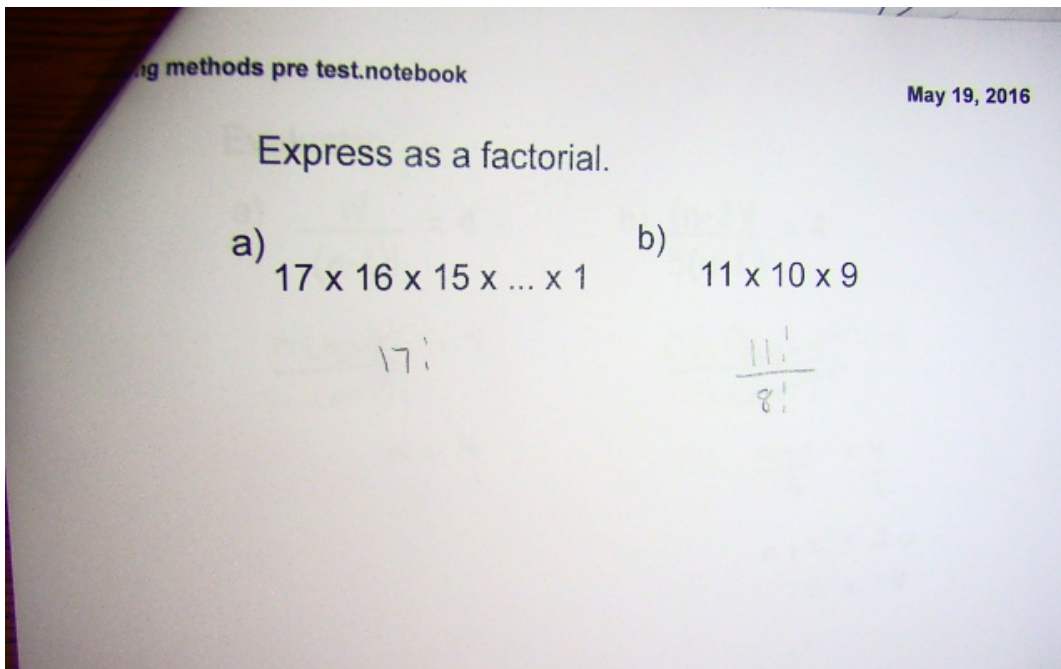 ng methods pre test.notebook
May 19, 2016
Express as a factorial.
a)
17 x 16 x 15 x ... x 1
b)
11 x 10 x 9
17!
11!
8!